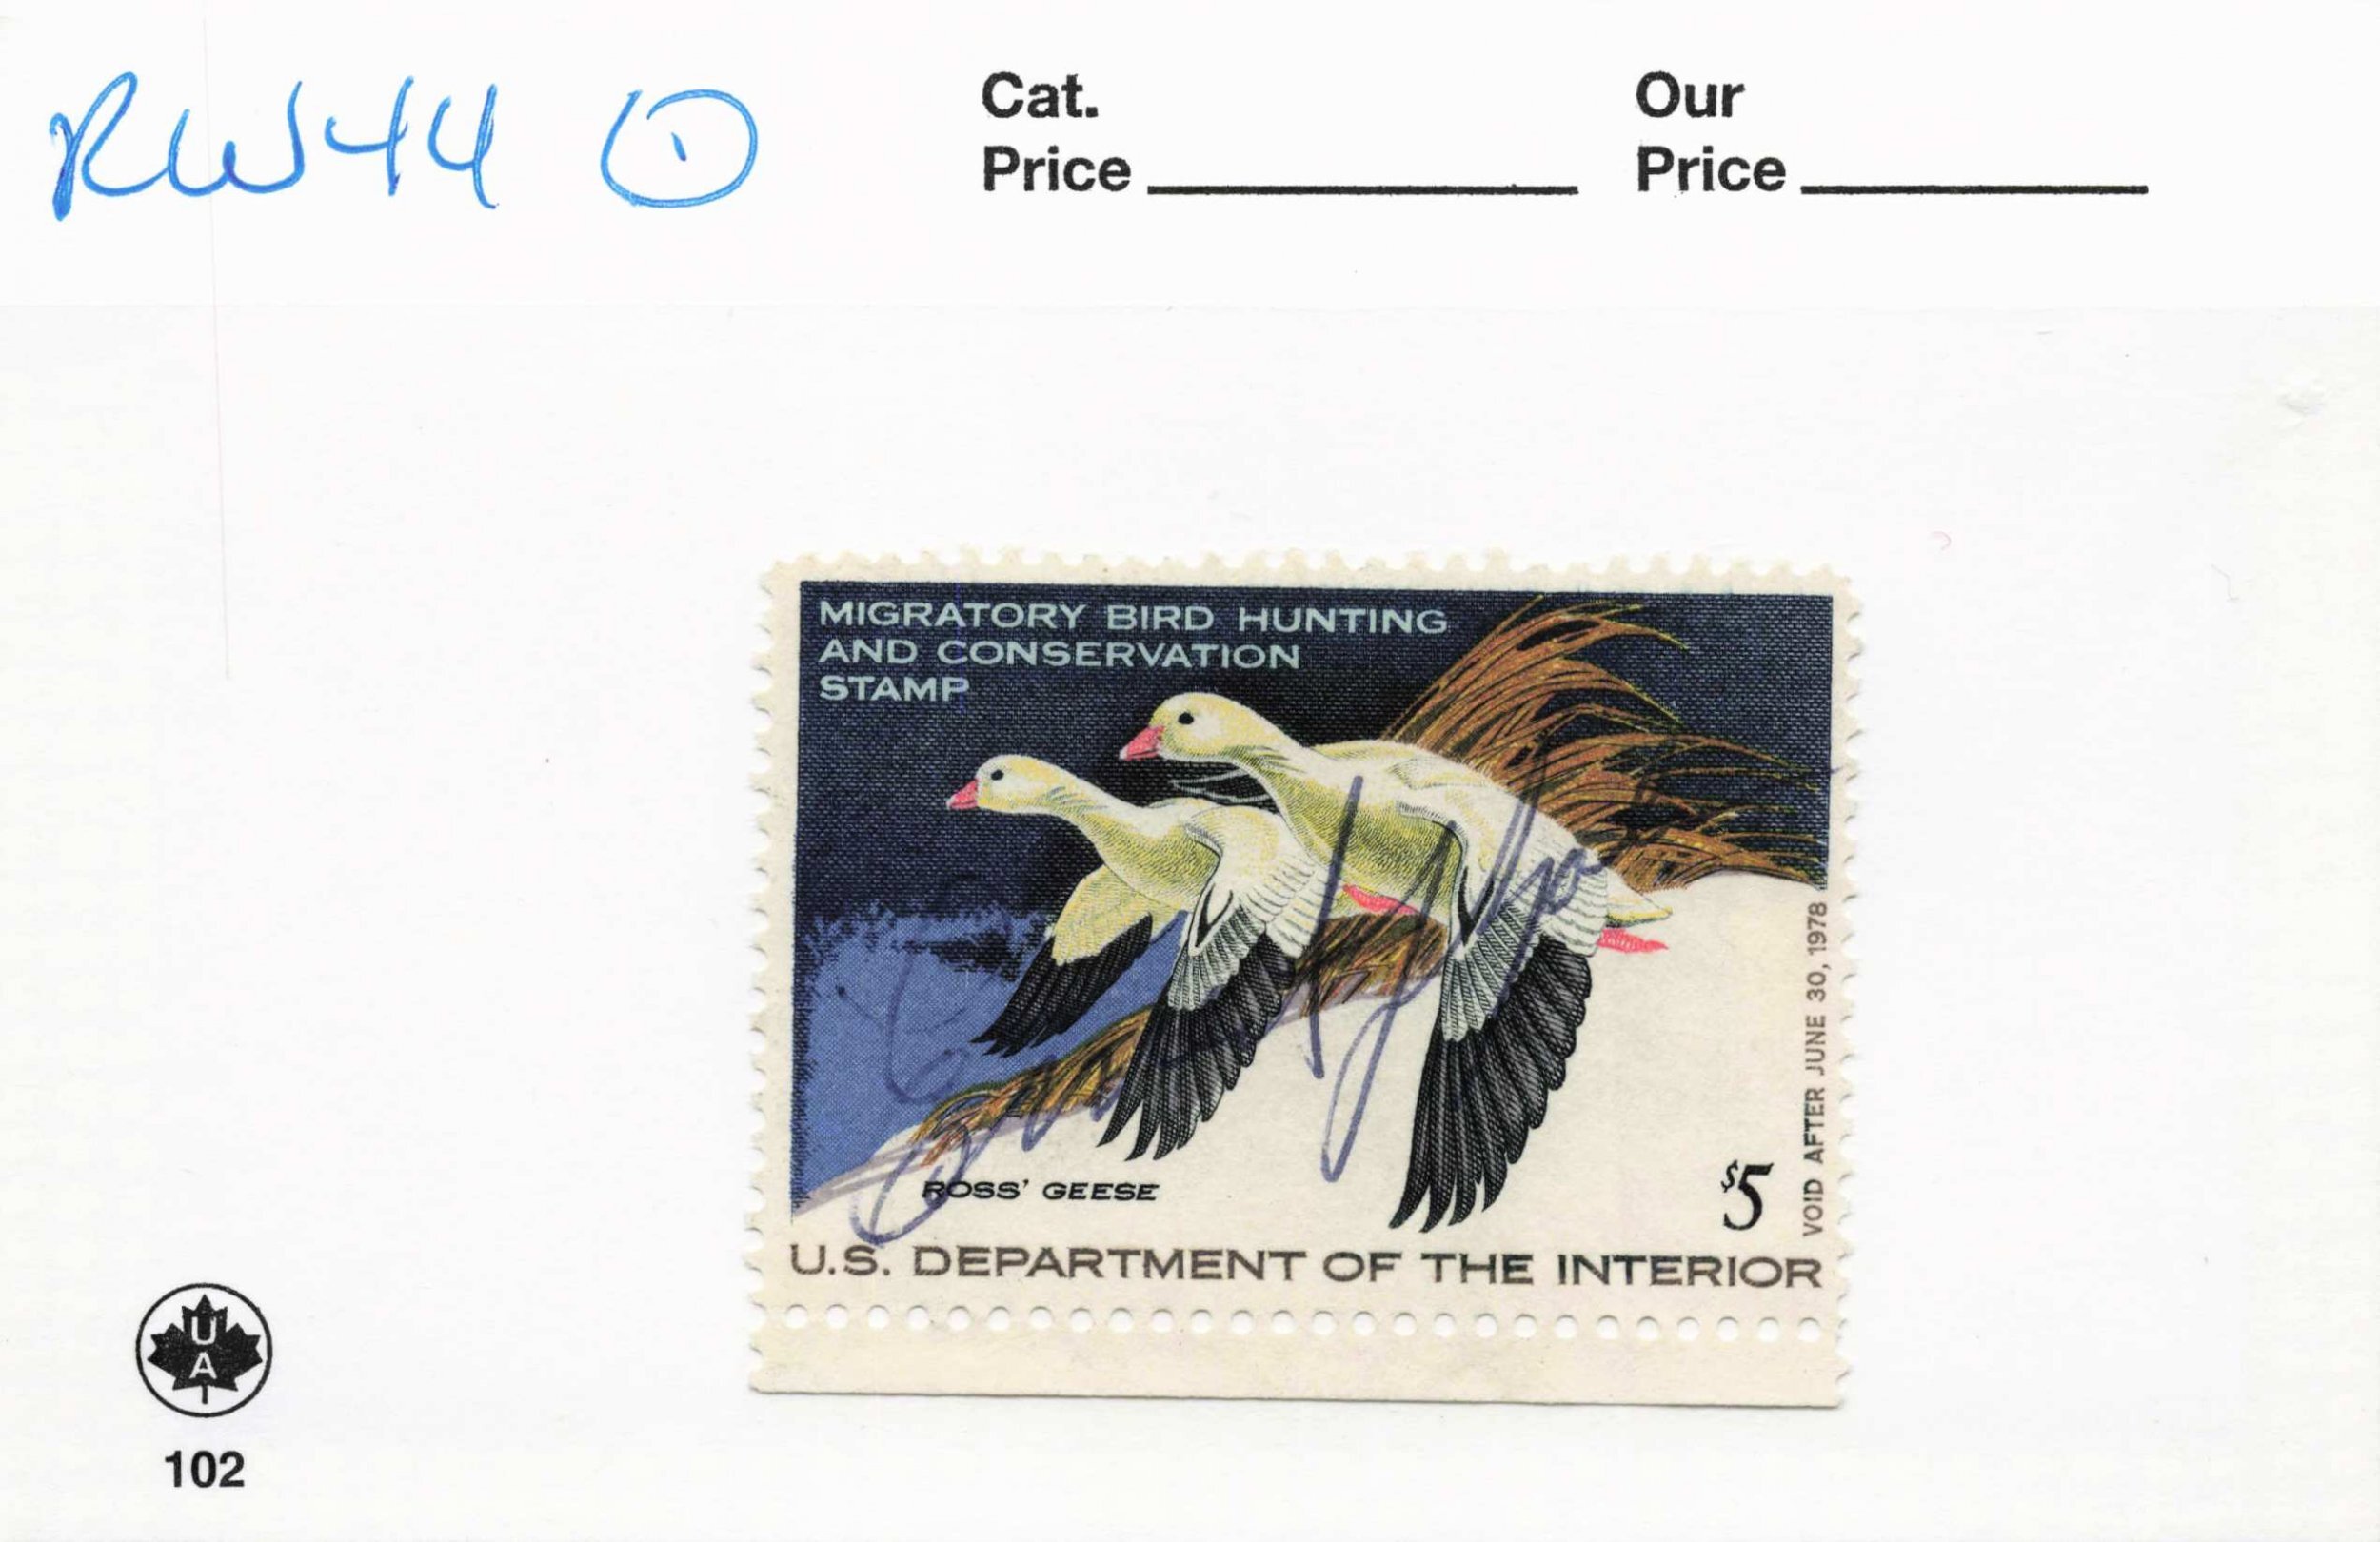 RW44
Cat.
Price
Our
Price
MIGRATORY BIRD HUNTING
AND CONSERVATION
STAMP
VOID AFTER JUNE 30, 1978
ROSS' GEESE
$5
U.S. DEPARTMENT OF THE INTERIOR
U
A
102